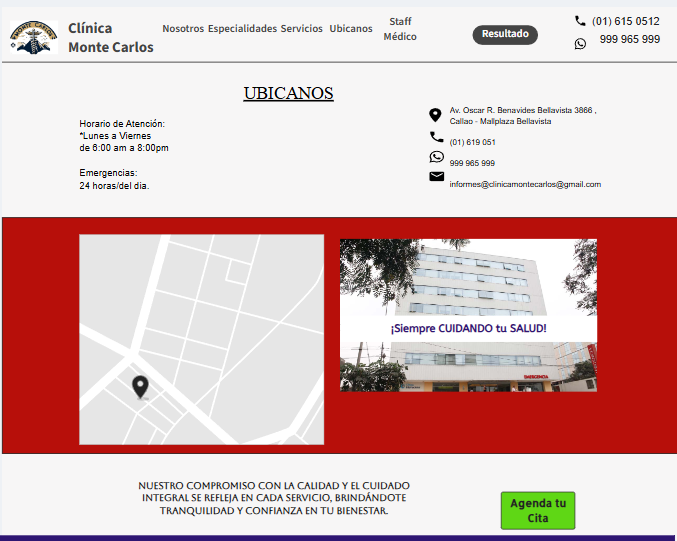 MONTE CARLOS
Clínica
Monte Carlos
Nosotros Especialidades Servicios Ubicanos
Staff
Médico
Resultado
(01) 615 0512
999 965 999
UBICANOS
Horario de Atención:
*Lunes a Viernes
de 6:00 am a 8:00pm
Emergencias:
24 horas/del dia.
Av. Oscar R. Benavides Bellavista 3866 ,
Callao - Mallplaza Bellavista
(01) 619 051
999 965 999
informes@clinicamontecarlos@gmail.com
¡Siempre CUIDANDO tu SALUD!
EMERGENCIA
NUESTRO COMPROMISO CON LA CALIDAD Y EL CUIDADO
INTEGRAL SE REFLEJA EN CADA SERVICIO, BRINDÁNDOTE
TRANQUILIDAD Y CONFIANZA EN TU BIENESTAR.
Agenda tu
Cita